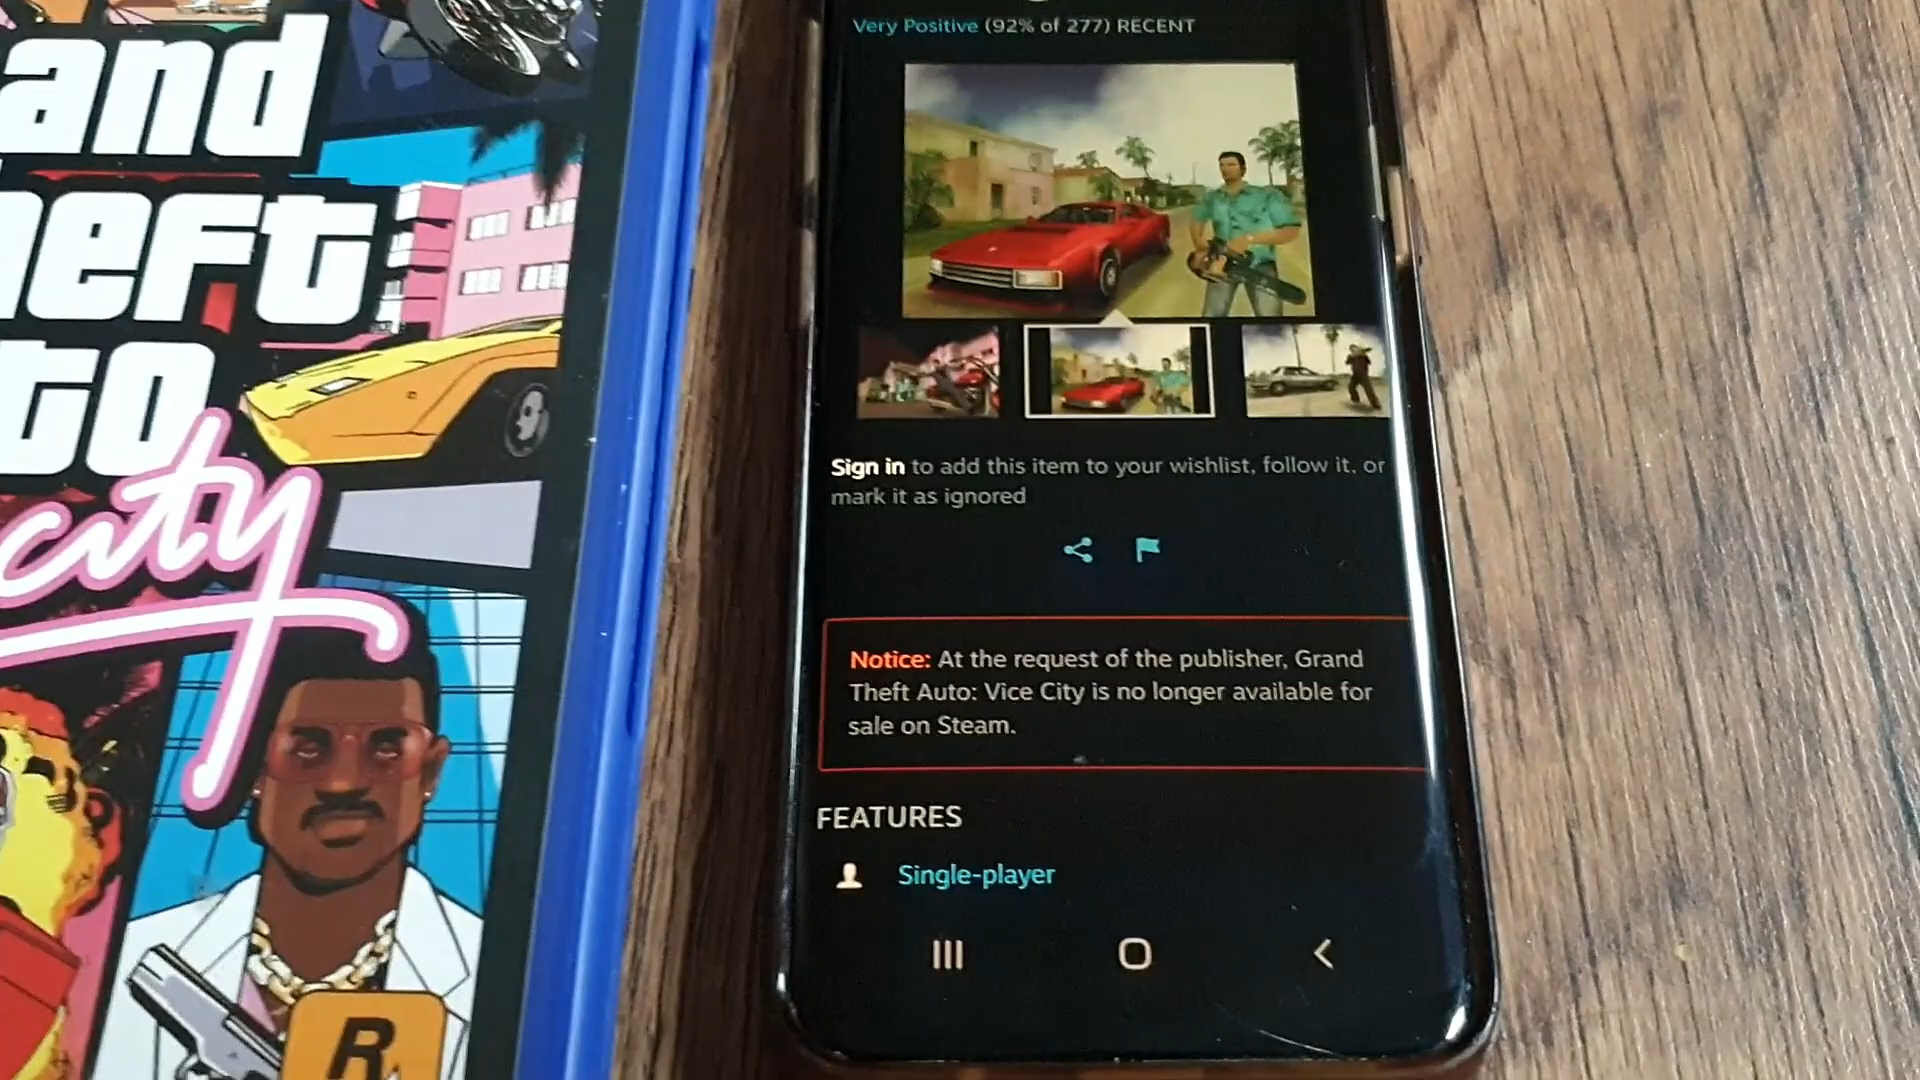 and
heft
to
city
R
Very Positive (92% of 277) RECENT
Sign in to add this item to your wishlist, follow it, or
mark it as ignored
Notice: At the request of the publisher, Grand
Theft Auto: Vice City is no longer available for
sale on Steam.
FEATURES
Single-player